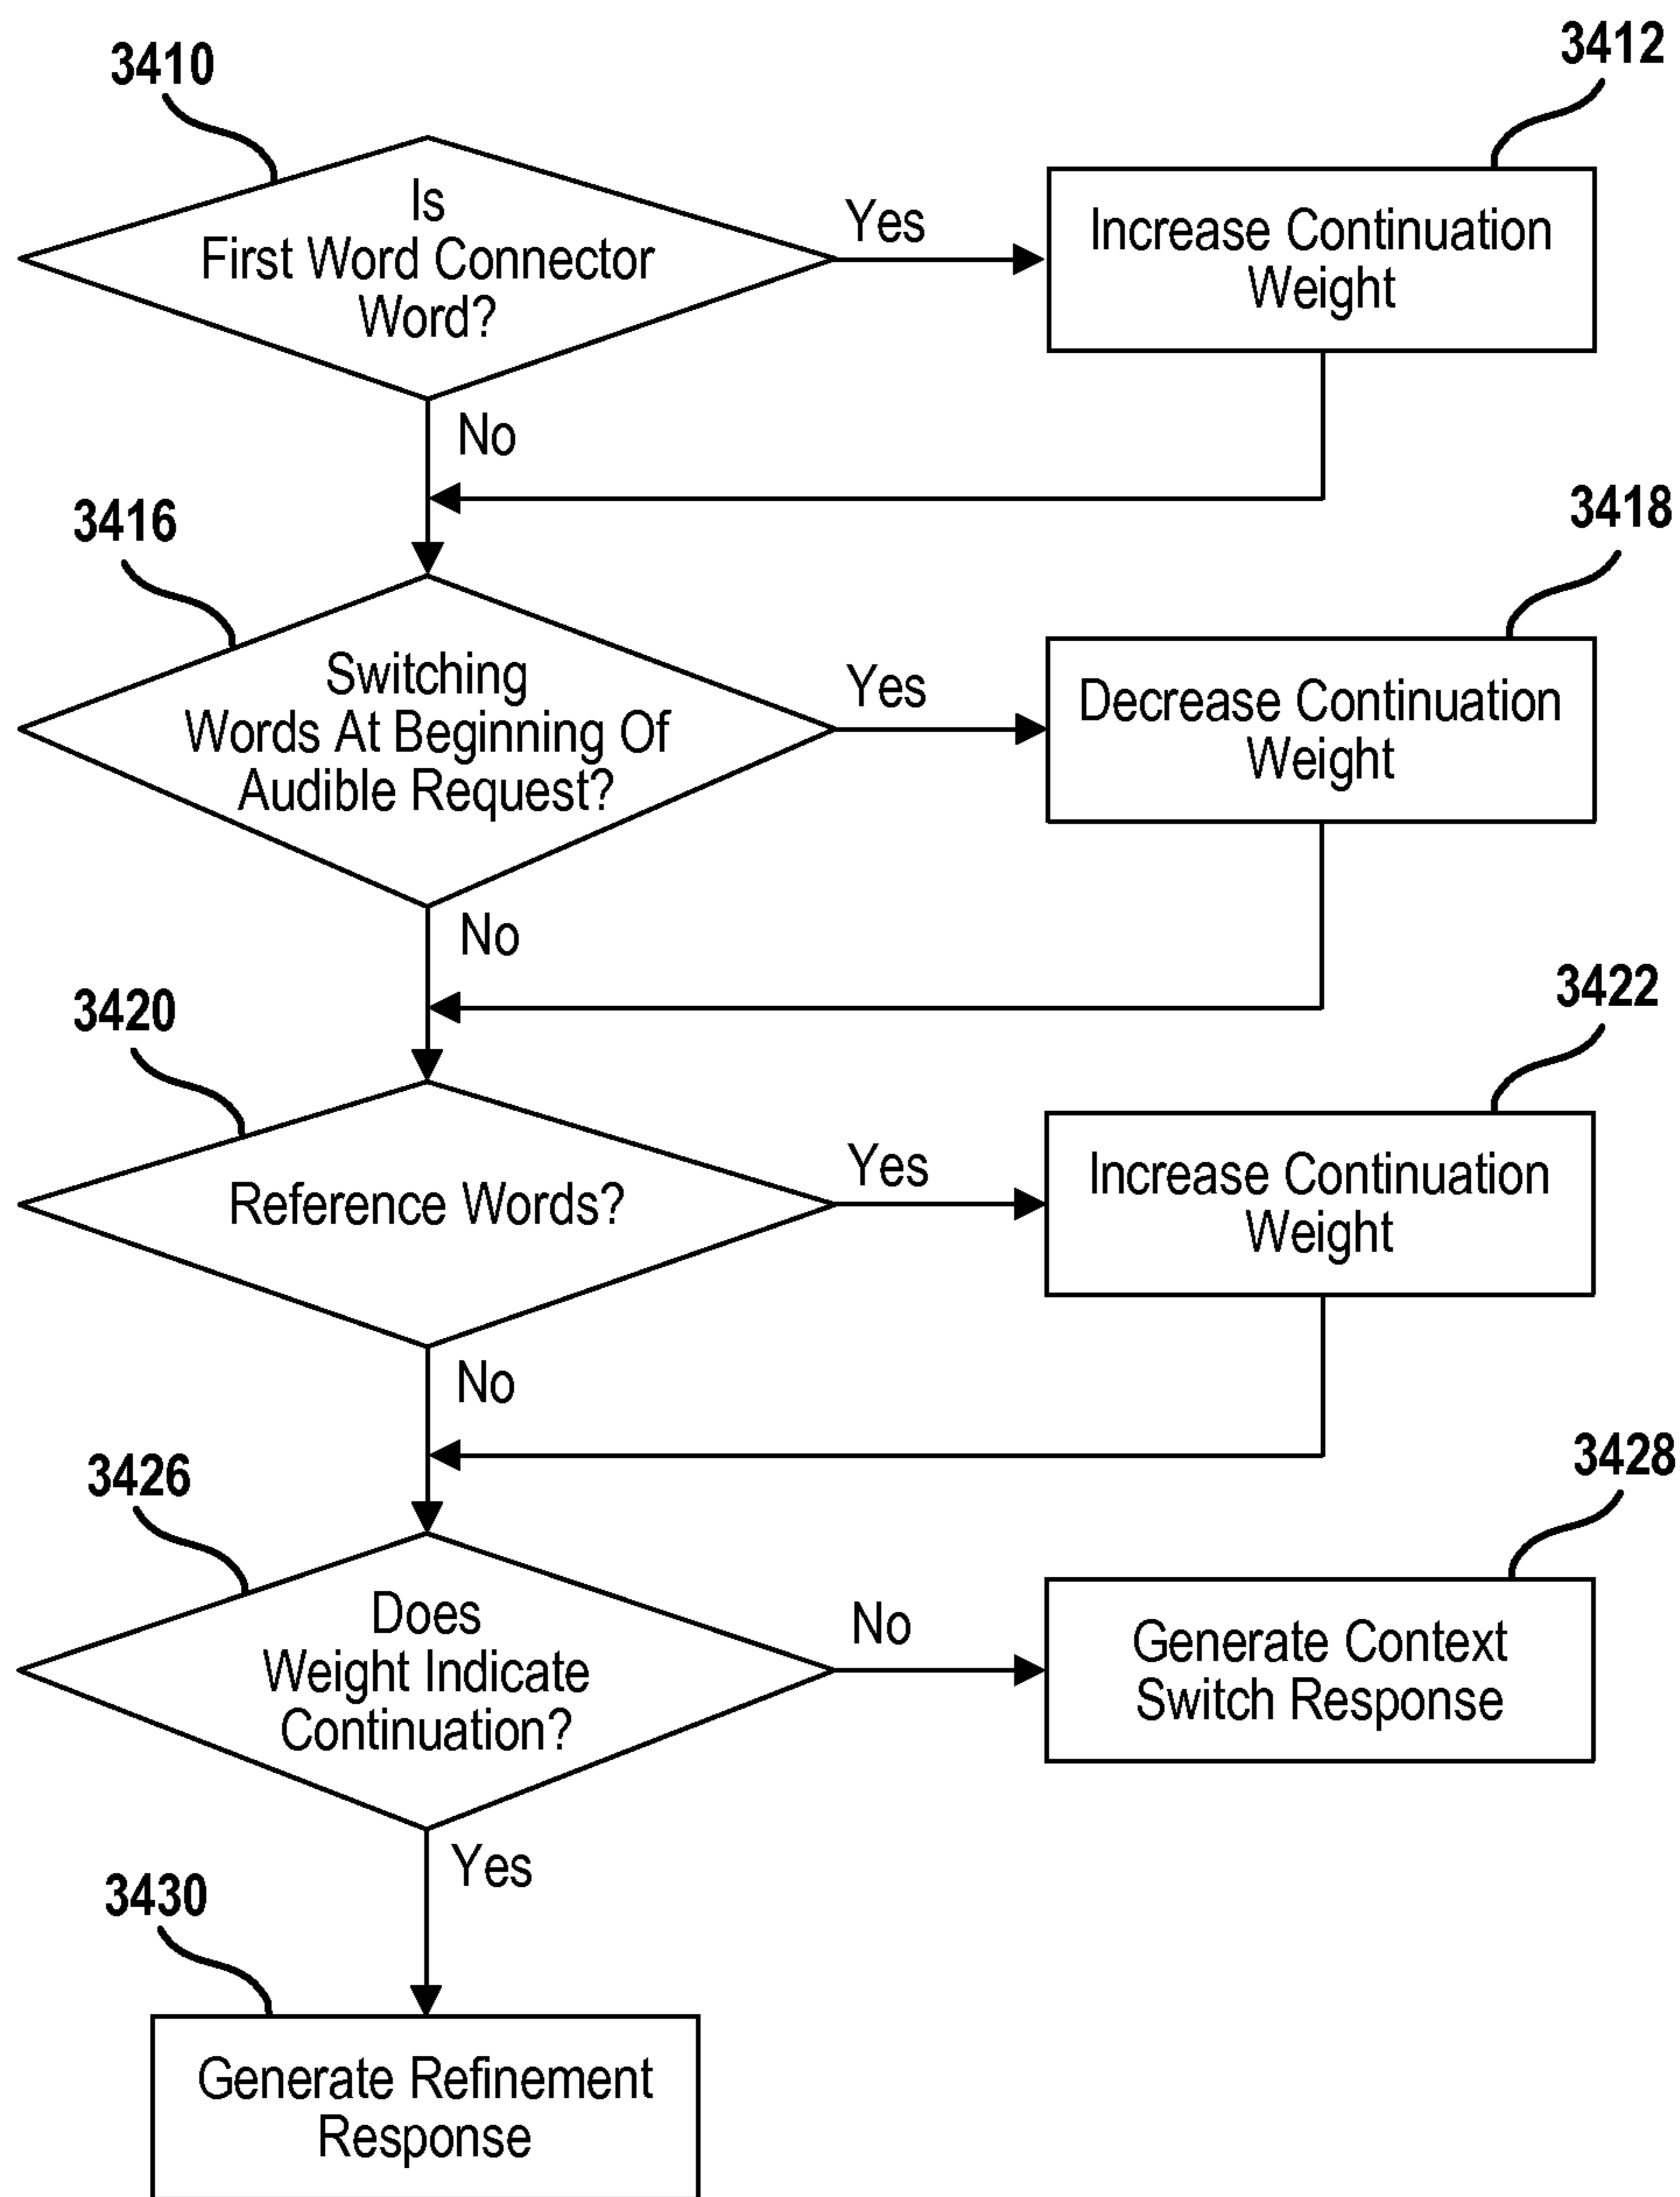 3410
3412
Is
First Word Connector
Word?
Yes
Increase Continuation
Weight
No
3416
3418
Switching
Words At Beginning Of
Audible Request?
Yes
Decrease Continuation
Weight
No
3420
3422
Reference Words?
Yes
Increase Continuation
Weight
No
3426
3428
Does
Weight Indicate
Continuation?
No
Generate Context
Switch Response
Yes
3430
Generate Refinement
Response